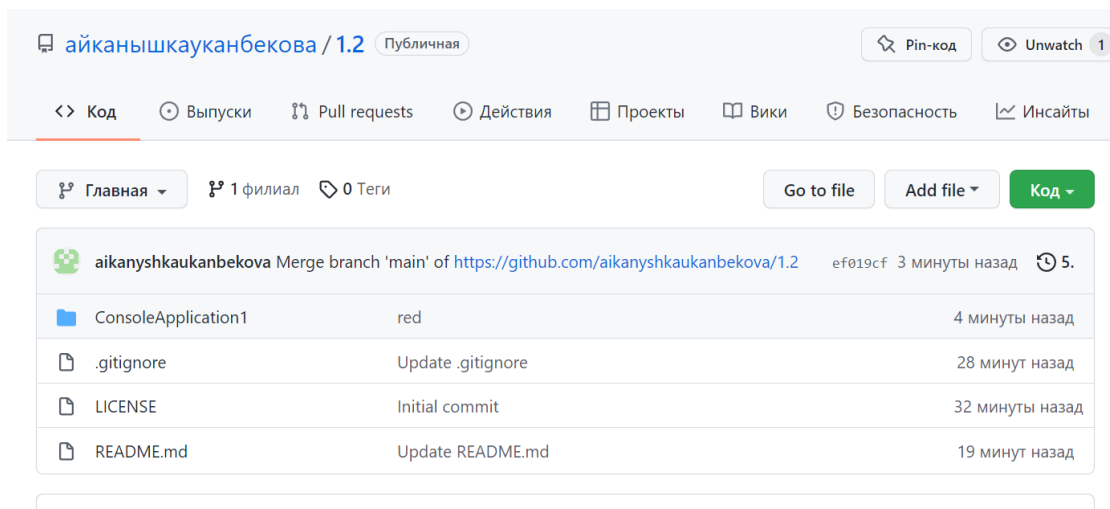 айканышкауканбекова / 1.2 Публичная Pin-код Unwatch 1
Код Выпуски Pull requests Действия Проекты Вики Безопасность Инсайты
Главная 1 филиал 0 Теги Go to file Add file Код
aikanyshkaukanbekova Merge branch 'main' of https://github.com/aikanyshkaukanbekova/1.2 ef019cf 3 минуты назад 5.
ConsoleApplication1 red 4 минуты назад
.gitignore Update .gitignore 28 минут назад
LICENSE Initial commit 32 минуты назад
README.md Update README.md 19 минут назад